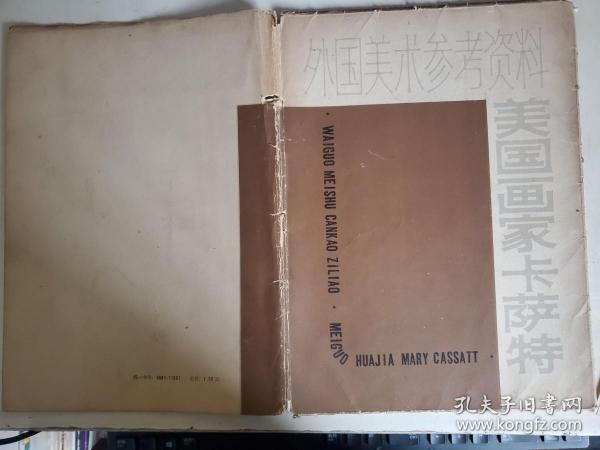 外国美术参考资料
美国画家卡萨特
·WAIGUO MEISHU CANKAO ZILIAO·MEIGUO HUAJIA MARY CASSATT·
孔夫子旧书网
www.kongfz.com